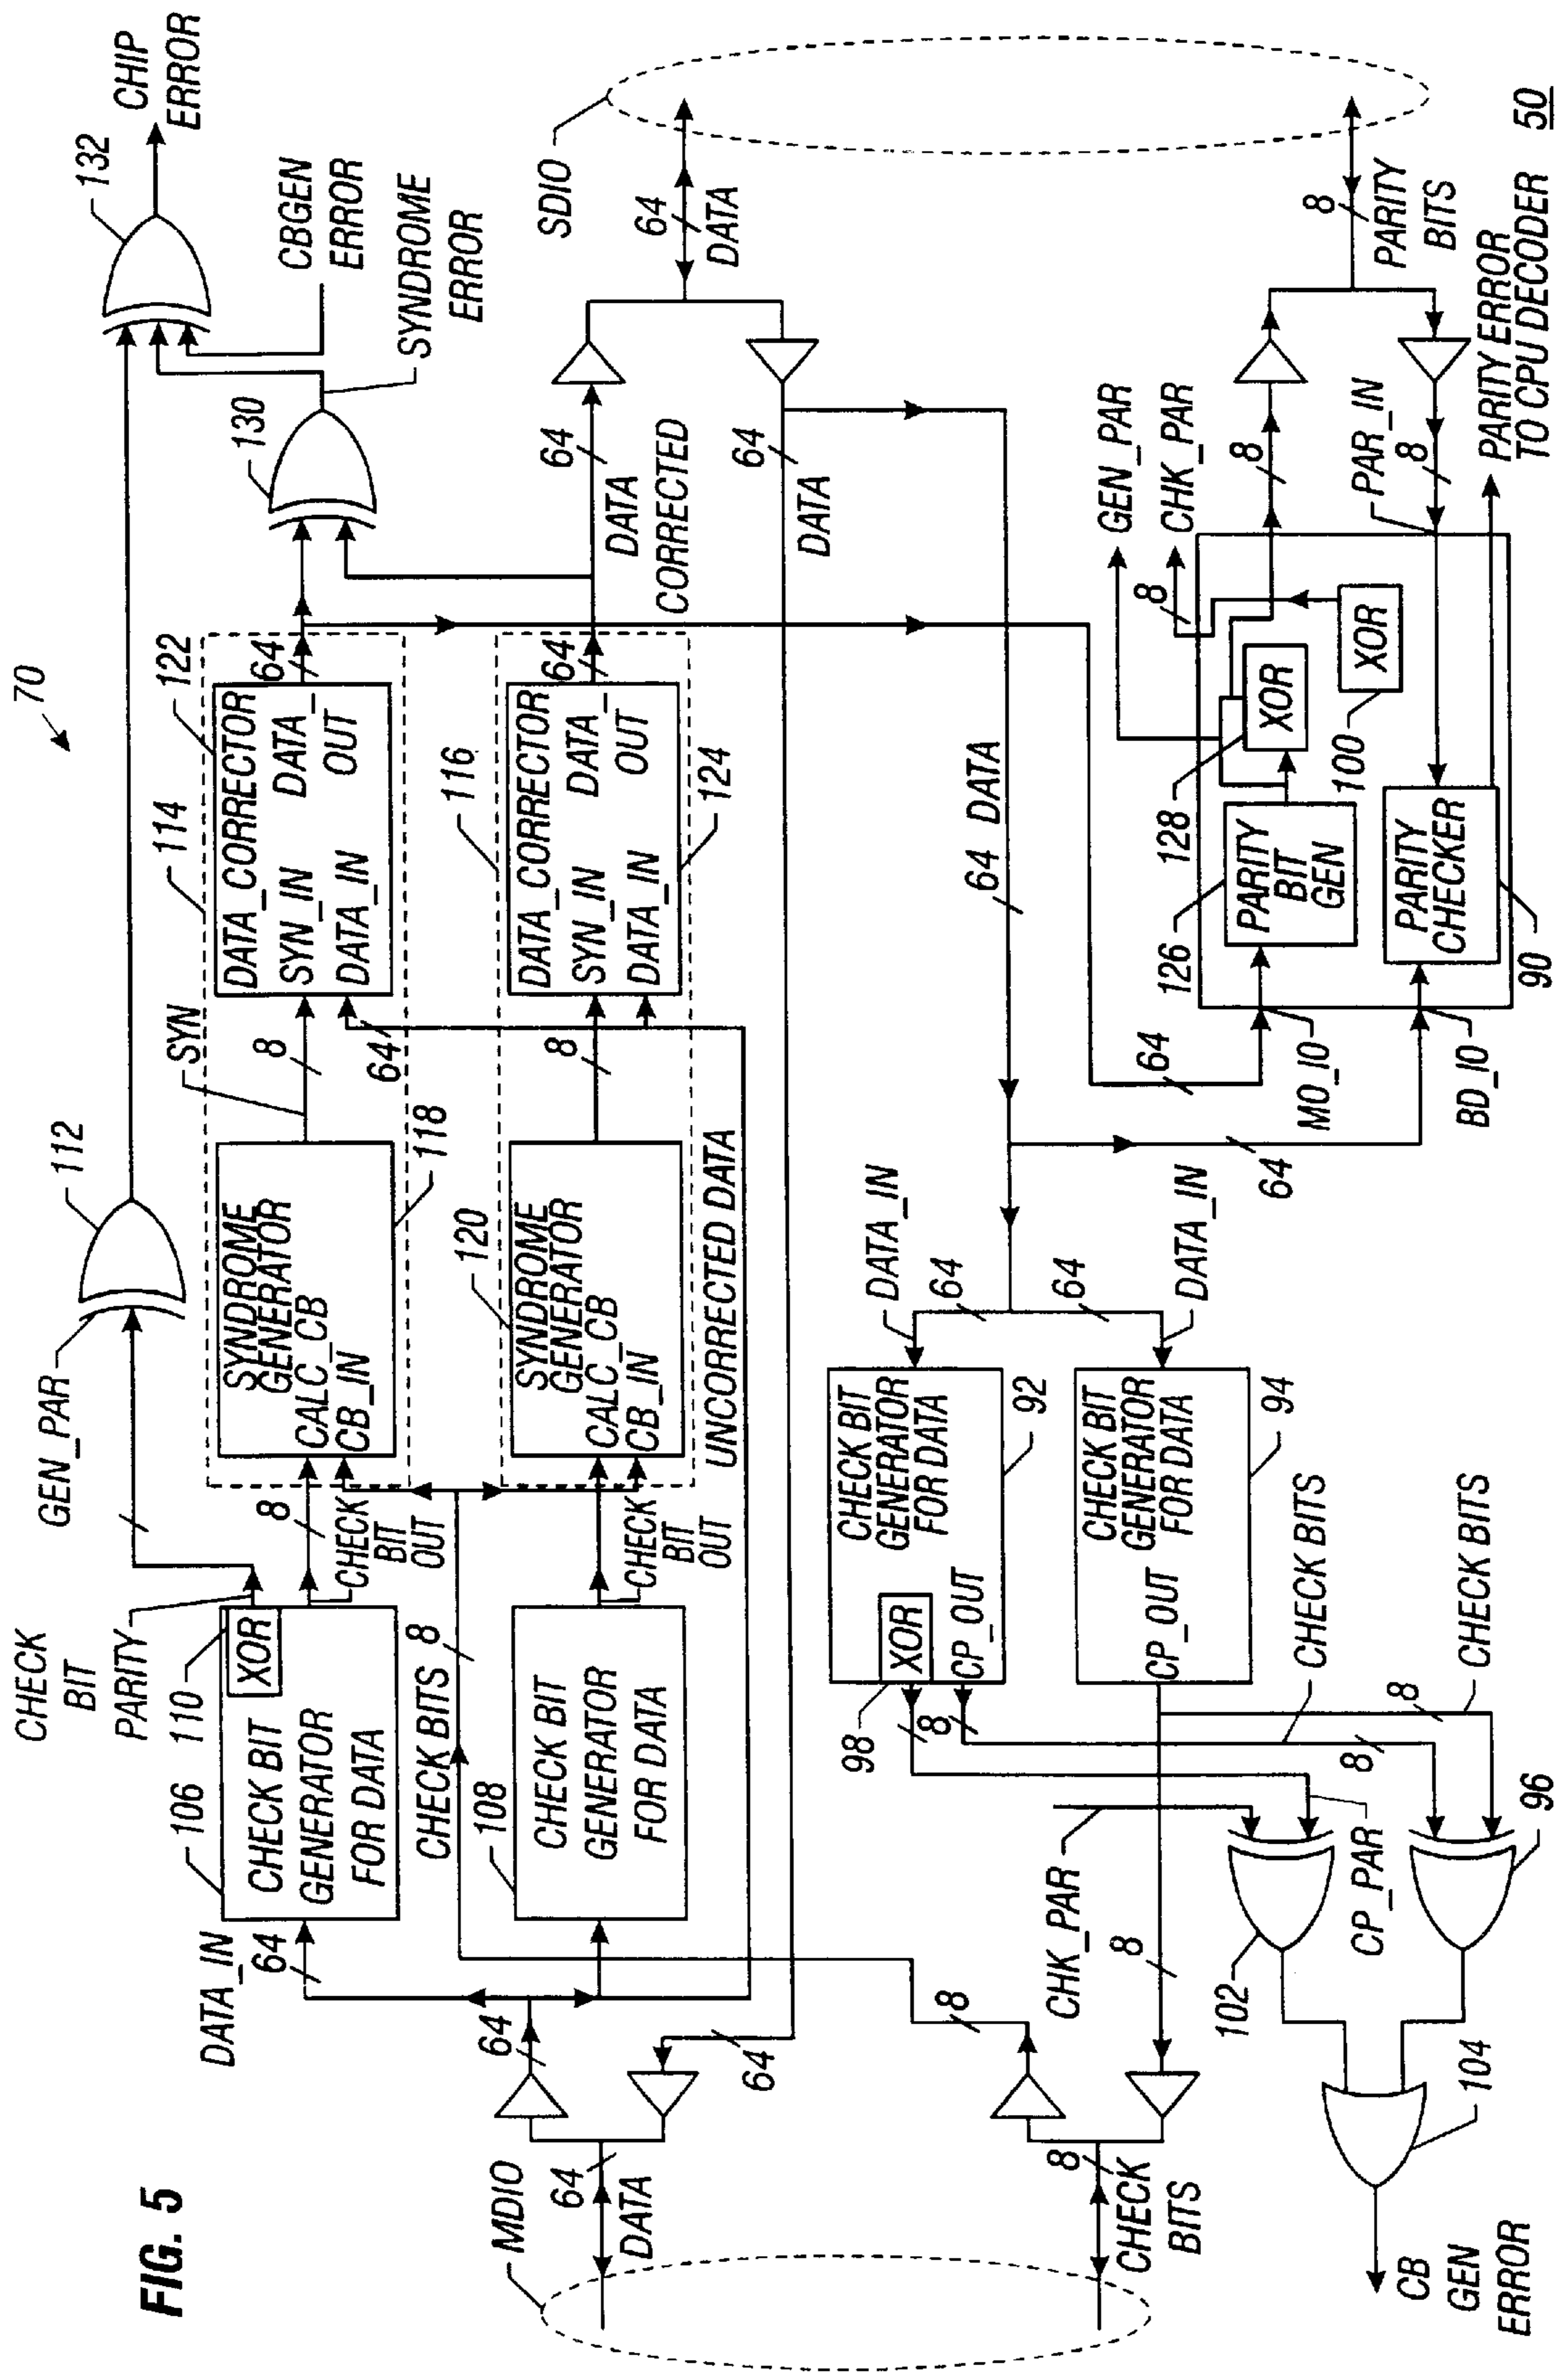 FIG. 5
70
MDIO
64
DATA
64
64
DATA_IN
64
106
CHECK BIT
GENERATOR
FOR DATA
110
XOR
CHECK
BIT
PARITY
GEN_PAR
112
8
CHECK
BIT
OUT
CHECK BITS 8
108
CHECK BIT
GENERATOR
FOR DATA
CHECK
BIT
OUT
SYNDROME
GENERATOR
CALC_CB
CB_IN
118
120
SYNDROME
GENERATOR
CALC_CB
CB_IN
UNCORRECTED DATA
SYN
8
64
8
114
122
DATA_CORRECTOR
SYN_IN
DATA_
OUT
DATA_IN
64
116
DATA_CORRECTOR
SYN_IN
DATA_
OUT
DATA_IN
64
124
130
132
CHIP
ERROR
CBGEN
ERROR
SYNDROME
ERROR
64
DATA
CORRECTED
64
DATA
SDIO
64
DATA
8
CHECK
BITS
8
8
CHK_PAR
102
CP_PAR
96
104
CB
GEN
ERROR
98
XOR
CP_OUT
CHECK BIT
GENERATOR
FOR DATA
92
8
8
CHECK BITS
CP_OUT
CHECK BIT
GENERATOR
FOR DATA
94
8
CHECK BITS
DATA_IN
64
64
DATA_IN
64 DATA
64
64
MO_IO
BD_IO
126
PARITY
BIT
GEN
128
XOR
100
XOR
PARITY
CHECKER
90
GEN_PAR
CHK_PAR
8
8
PAR_IN
8
8
PARITY
BITS
PARITY ERROR
TO CPU DECODER
50